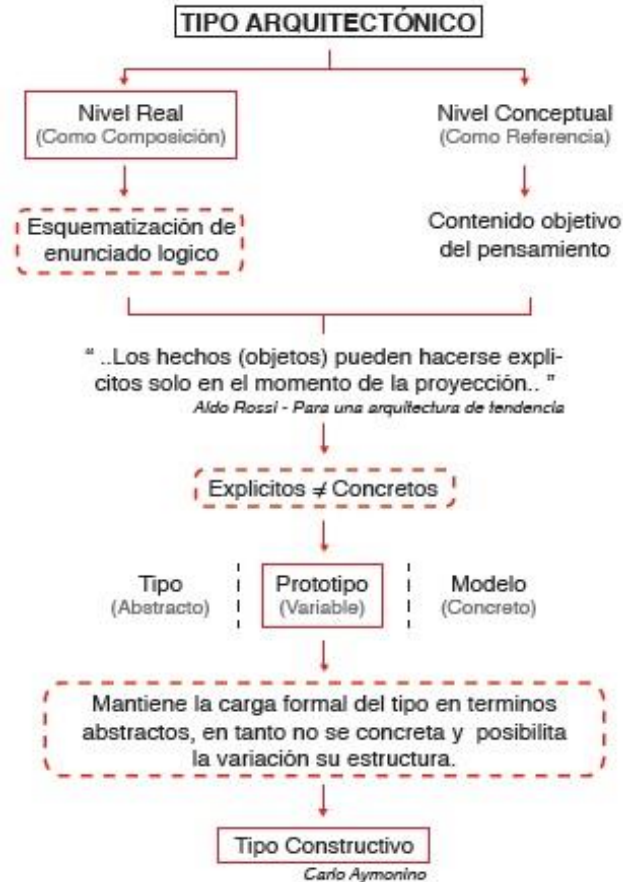 TIPO ARQUITECTÓNICO
Nivel Real
(Como Composición)
Nivel Conceptual
(Como Referencia)
Esquematización de
enunciado logico
Contenido objetivo
del pensamiento
“ ..Los hechos (objetos) pueden hacerse expli-
citos solo en el momento de la proyección.. ”
Aldo Rossi - Para una arquitectura de tendencia
Explicitos ≠ Concretos
Tipo
(Abstracto)
Prototipo
(Variable)
Modelo
(Concreto)
Mantiene la carga formal del tipo en terminos
abstractos, en tanto no se concreta y posibilita
la variación su estructura.
Tipo Constructivo
Carlo Aymonino